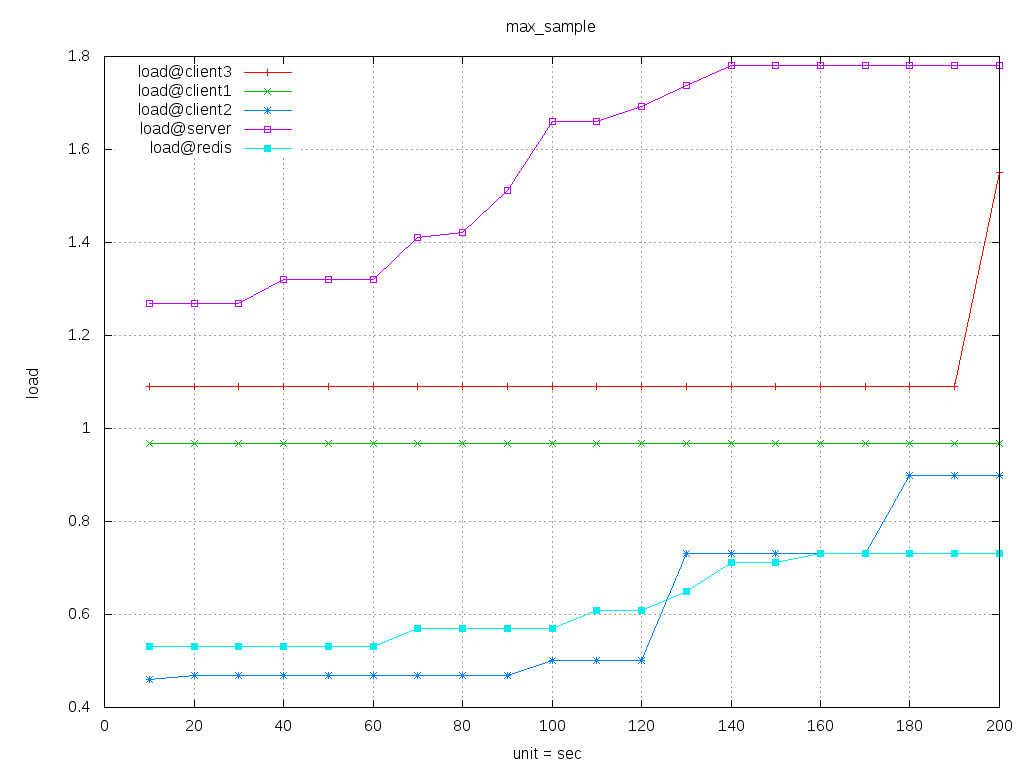 max_sample
1.8
load@client3
load@client1
load@client2
load@server
load@redis
1.6
1.4
1.2
load
1
0.8
0.6
0.4
0 20 40 60 80 100 120 140 160 180 200
unit = sec